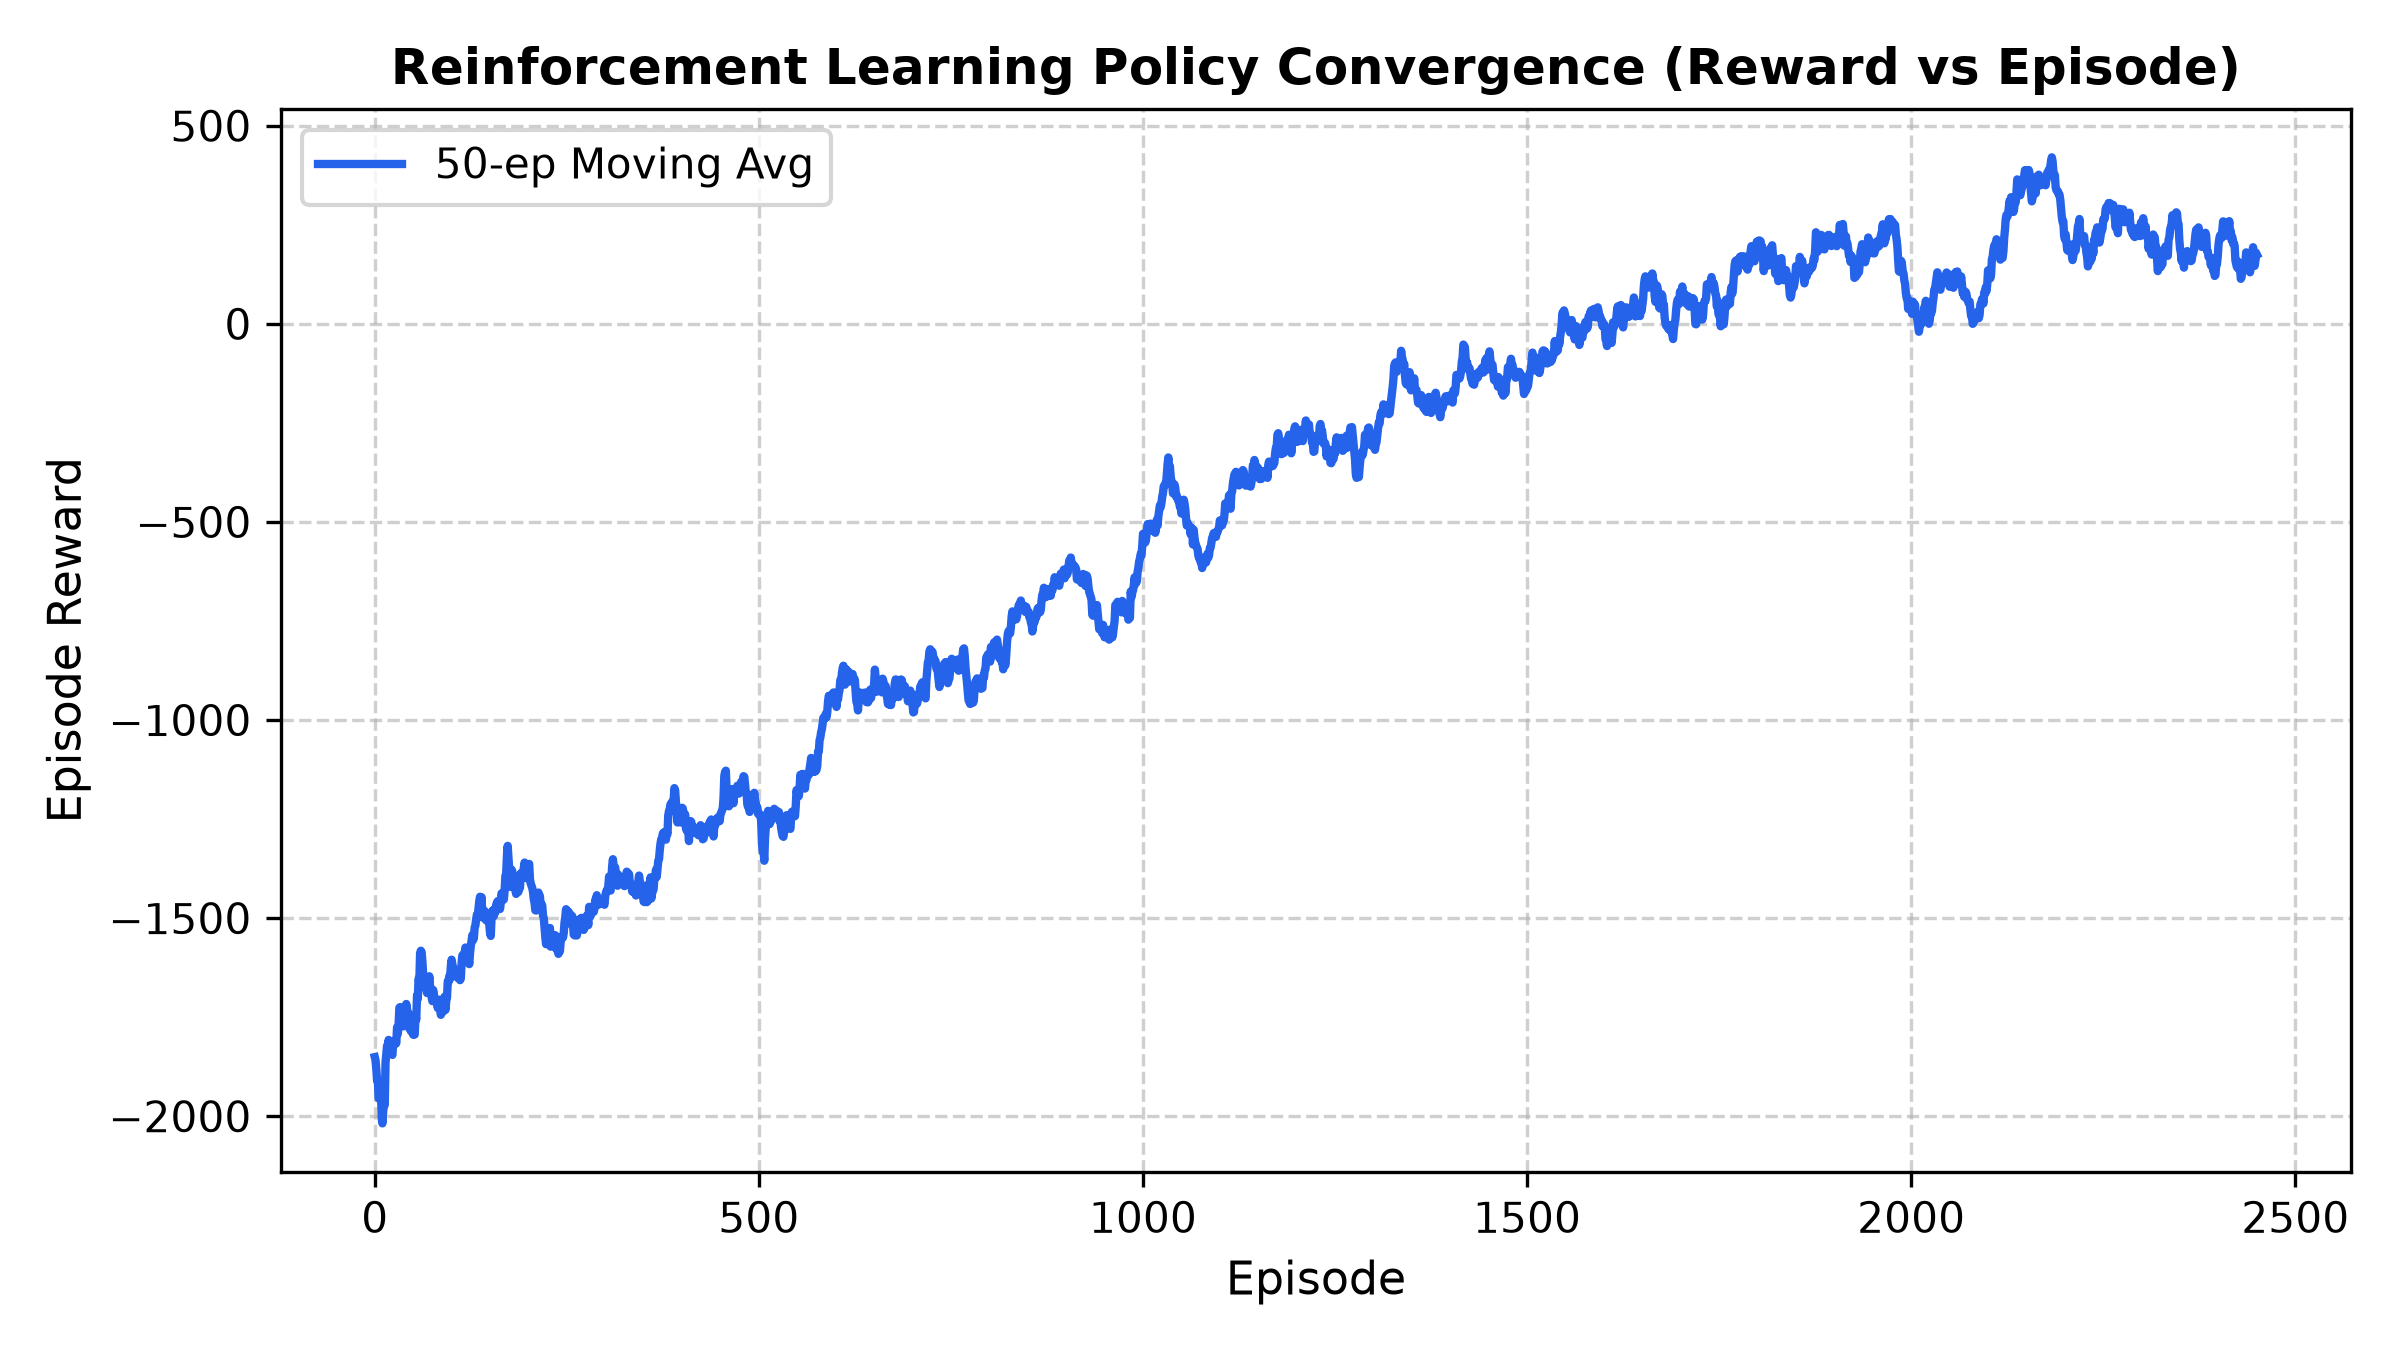 Reinforcement Learning Policy Convergence (Reward vs Episode)
50-ep Moving Avg
Episode Reward
500
0
−500
−1000
−1500
−2000
0 500 1000 1500 2000 2500
Episode